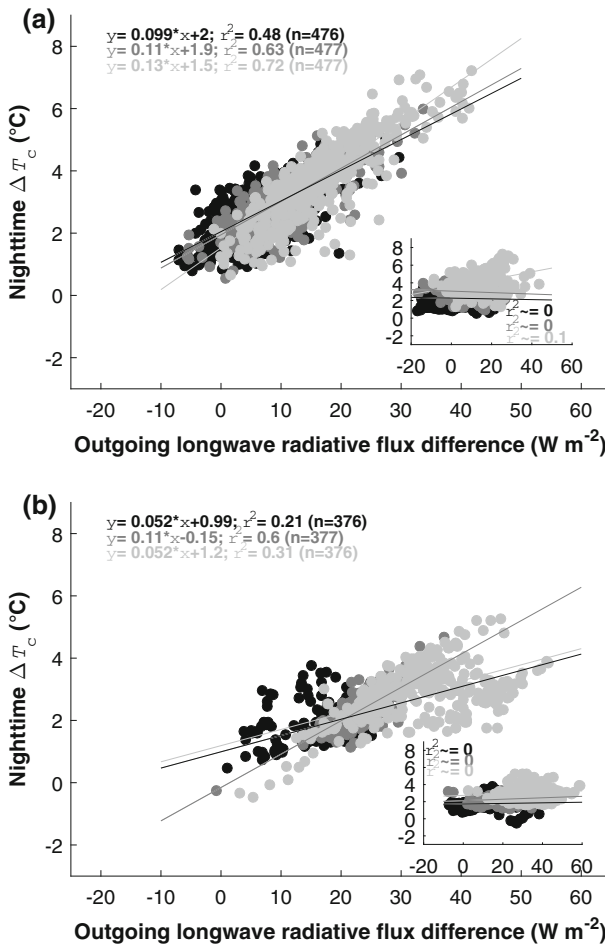 (a)
y= 0.099*x+2; r²= 0.48 (n=476)
y= 0.11*x+1.9; r²= 0.63 (n=477)
y= 0.13*x+1.5; r²= 0.72 (n=477)
Nighttime ΔT_c (°C)
8
6
4
2
0
-2
8
6
4
2
0
-2
r²~= 0
r²~= 0
r²~= 0.1
-20 0 20 40 60
-20 -10 0 10 20 30 40 50 60
Outgoing longwave radiative flux difference (W m⁻²)
(b)
y= 0.052*x+0.99; r²= 0.21 (n=376)
y= 0.11*x-0.15; r²= 0.6 (n=377)
y= 0.052*x+1.2; r²= 0.31 (n=376)
Nighttime ΔT_c (°C)
8
6
4
2
0
-2
r²~= 0
r²~= 0
r²~= 0
8
6
4
2
0
-2
-20 0 20 40 60
-20 -10 0 10 20 30 40 50 60
Outgoing longwave radiative flux difference (W m⁻²)